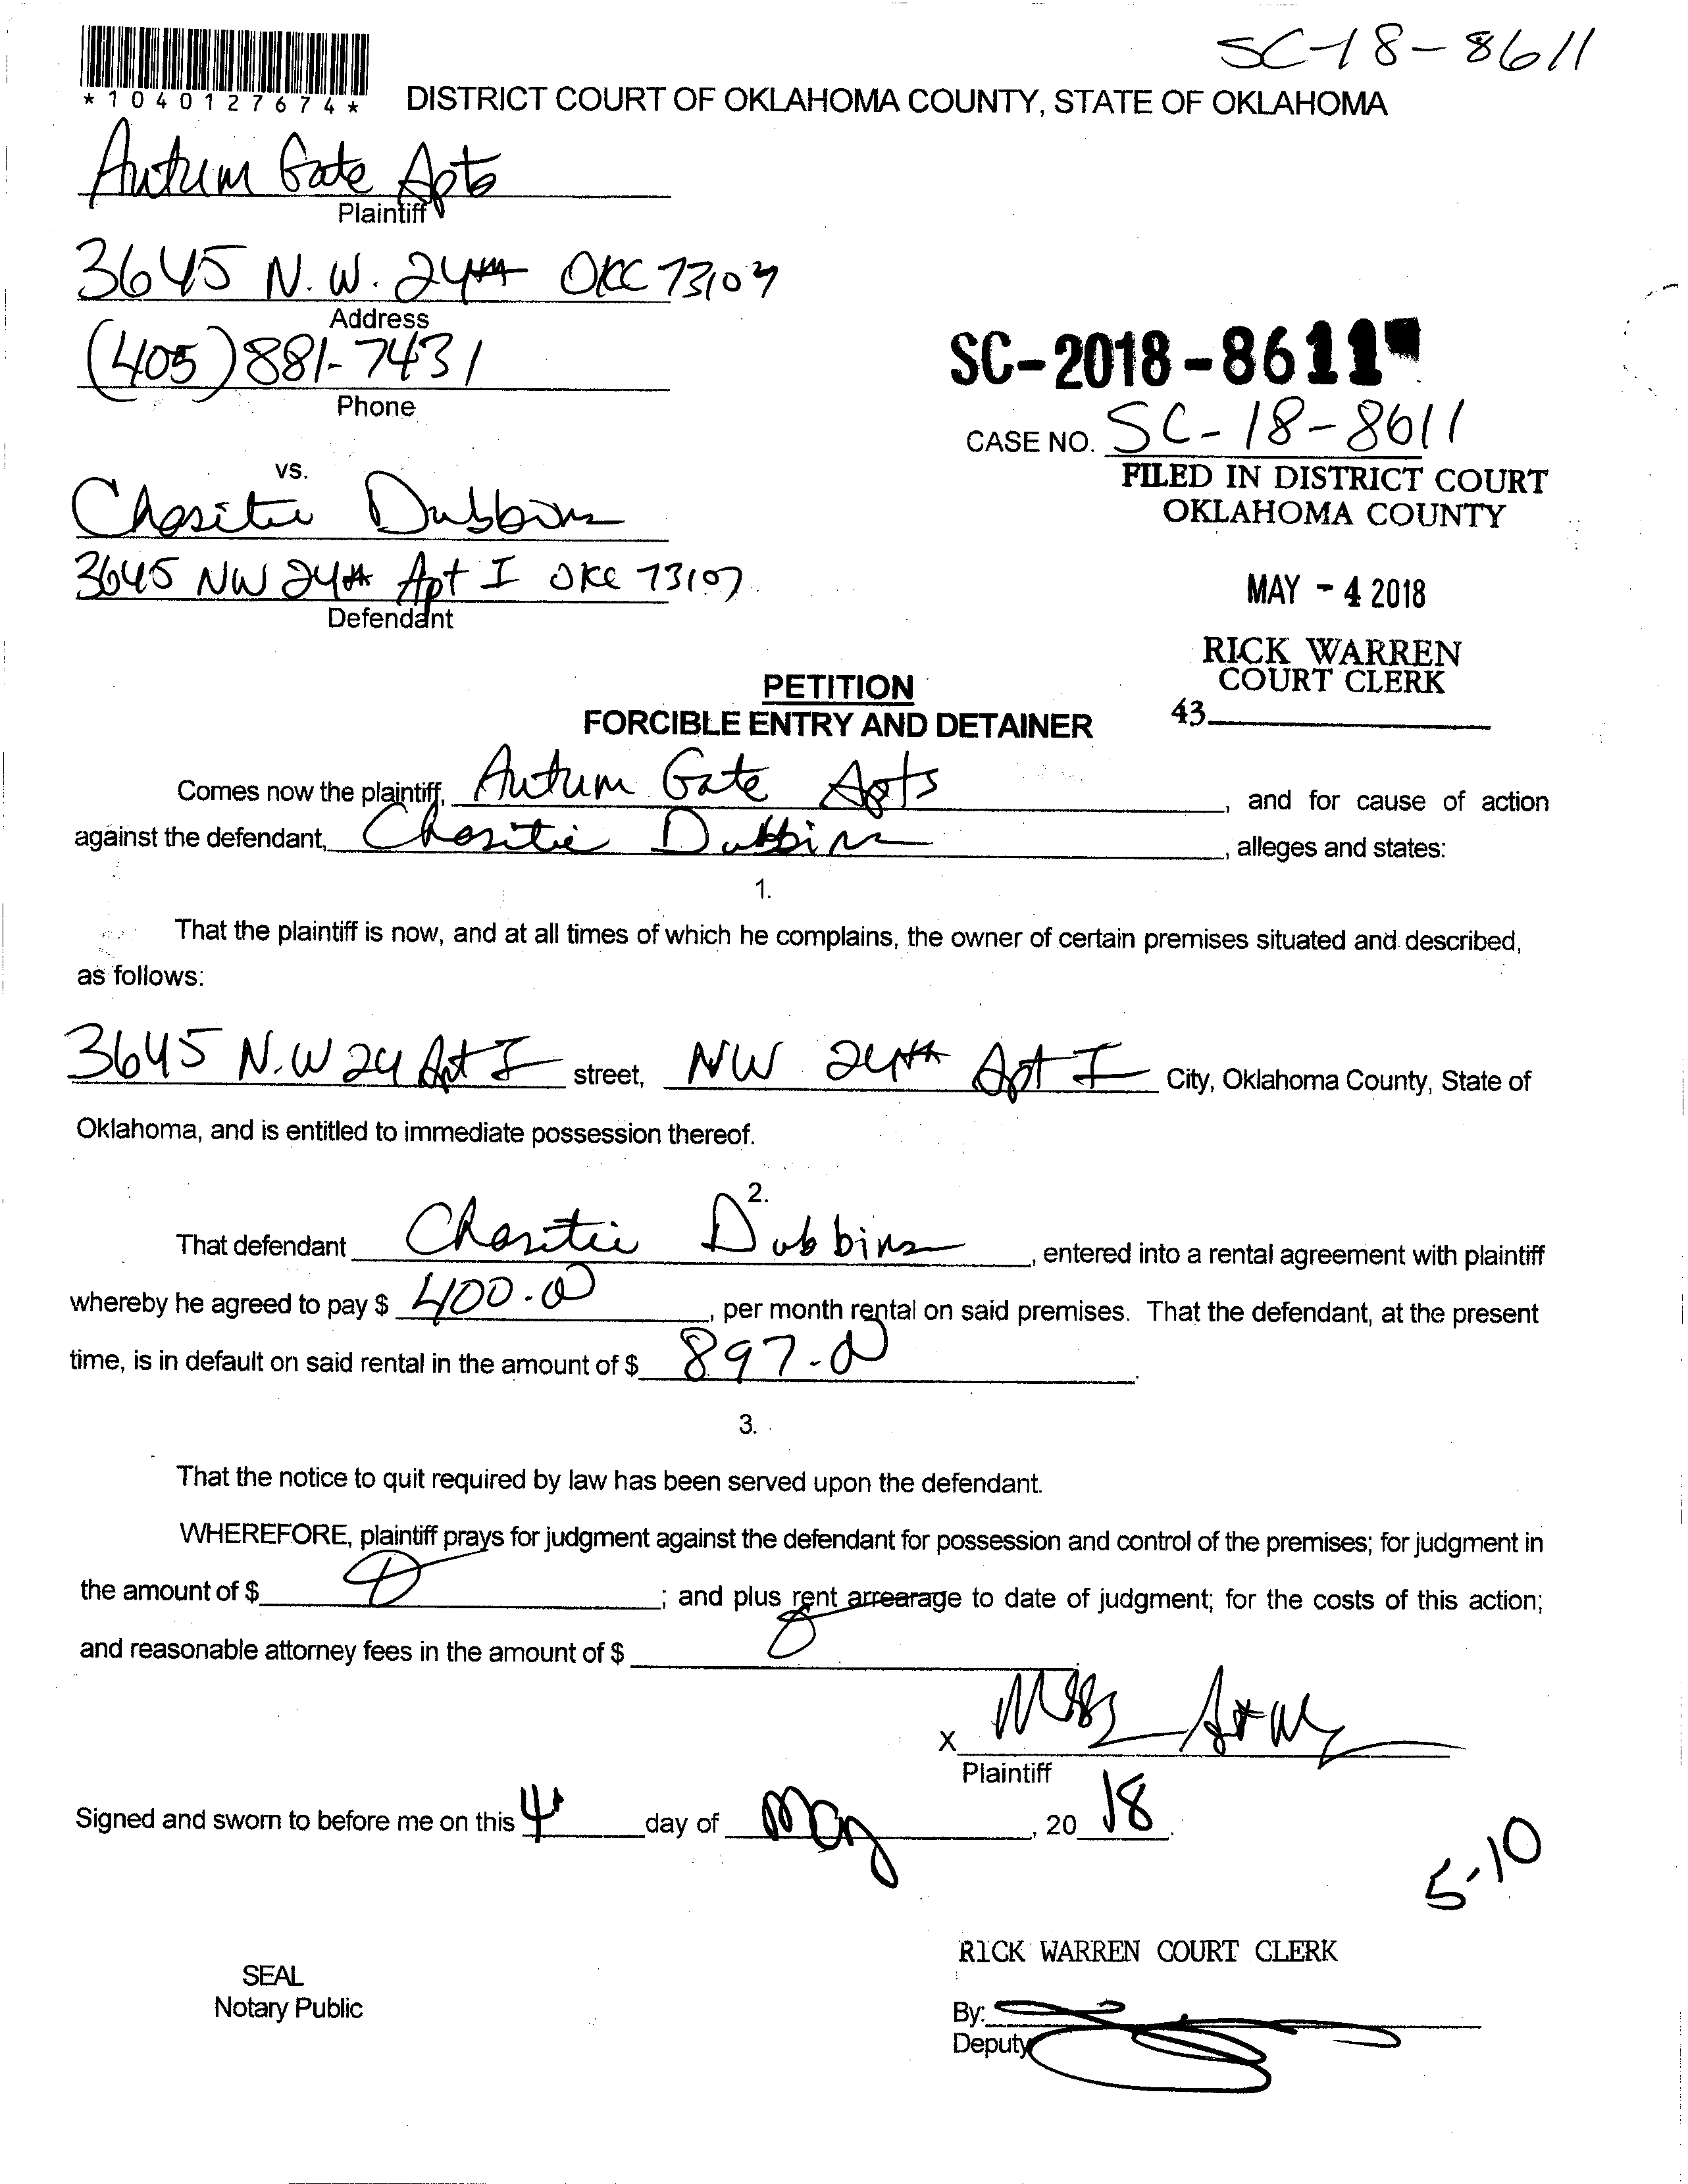 SC-18-8611
*1040127674*
DISTRICT COURT OF OKLAHOMA COUNTY, STATE OF OKLAHOMA
Autum Gate Apts
Plaintiff
3645 N.W. 24th OKC 73107
Address
(405) 881-7431
Phone
SC-2018-8611
CASE NO. SC-18-8611
FILED IN DISTRICT COURT
OKLAHOMA COUNTY
vs.
Chasitie Dubbins
3645 NW 24th Apt I OKC 73107
Defendant
MAY - 4 2018
RICK WARREN
COURT CLERK
43
PETITION
FORCIBLE ENTRY AND DETAINER
Comes now the plaintiff, Autum Gate Apts, and for cause of action
against the defendant, Chasitie Dubbins, alleges and states:
1.
That the plaintiff is now, and at all times of which he complains, the owner of certain premises situated and described,
as follows:
3645 N.W 24 Apt I street, NW 24th Apt I City, Oklahoma County, State of
Oklahoma, and is entitled to immediate possession thereof.
2.
That defendant Chasitie Dubbins, entered into a rental agreement with plaintiff
whereby he agreed to pay $ 400.00, per month rental on said premises. That the defendant, at the present
time, is in default on said rental in the amount of $ 897.00.
3.
That the notice to quit required by law has been served upon the defendant.
WHEREFORE, plaintiff prays for judgment against the defendant for possession and control of the premises; for judgment in
the amount of $ 0; and plus rent arrearage to date of judgment; for the costs of this action;
and reasonable attorney fees in the amount of $ 0
X
Plaintiff
Signed and sworn to before me on this 4 day of May, 20 18.
5-10
RICK WARREN COURT CLERK
SEAL
Notary Public
By:
Deputy